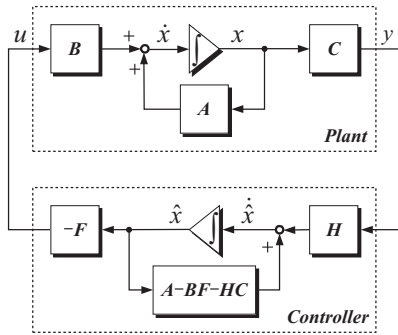 u B + ẋ ∫ x C y
+
A
Plant
−F x̂ ∫ ẋ̂ H
+
A−BF−HC
Controller